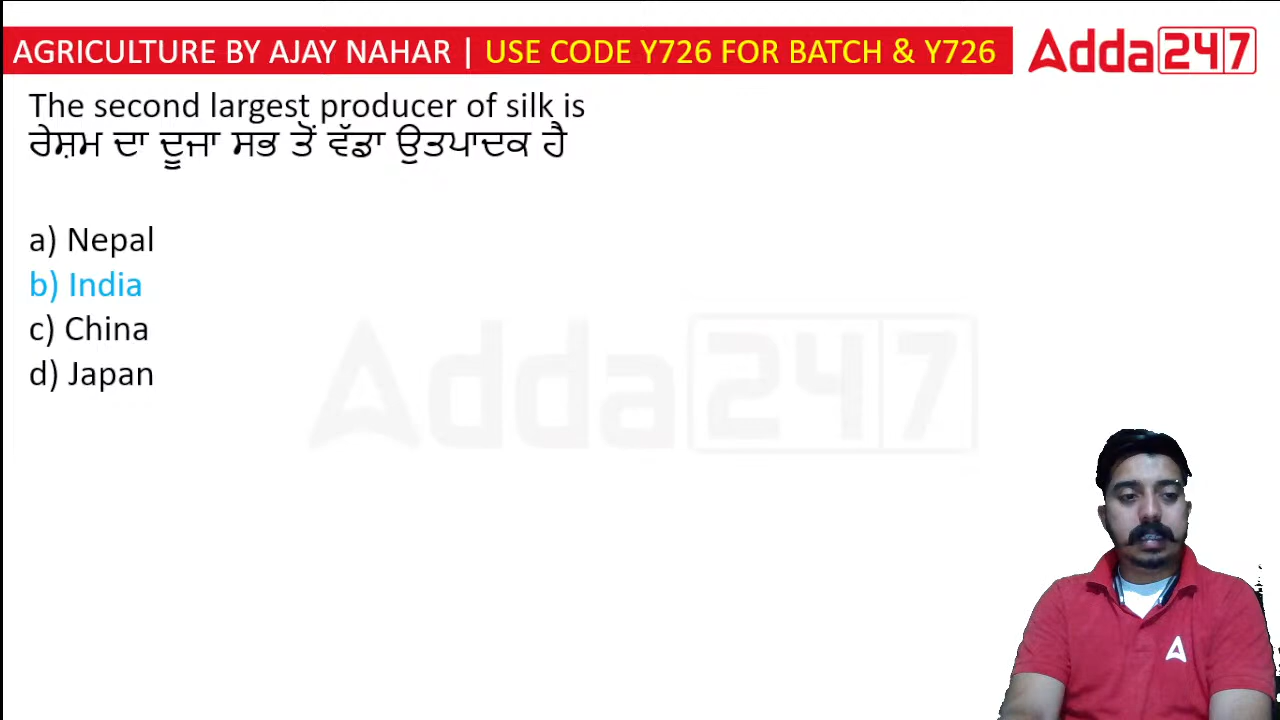 AGRICULTURE BY AJAY NAHAR | USE CODE Y726 FOR BATCH & Y726
Adda247
The second largest producer of silk is
ਰੇਸ਼ਮ ਦਾ ਦੂਜਾ ਸਭ ਤੋਂ ਵੱਡਾ ਉਤਪਾਦਕ ਹੈ
a) Nepal
b) India
c) China
d) Japan
Adda247